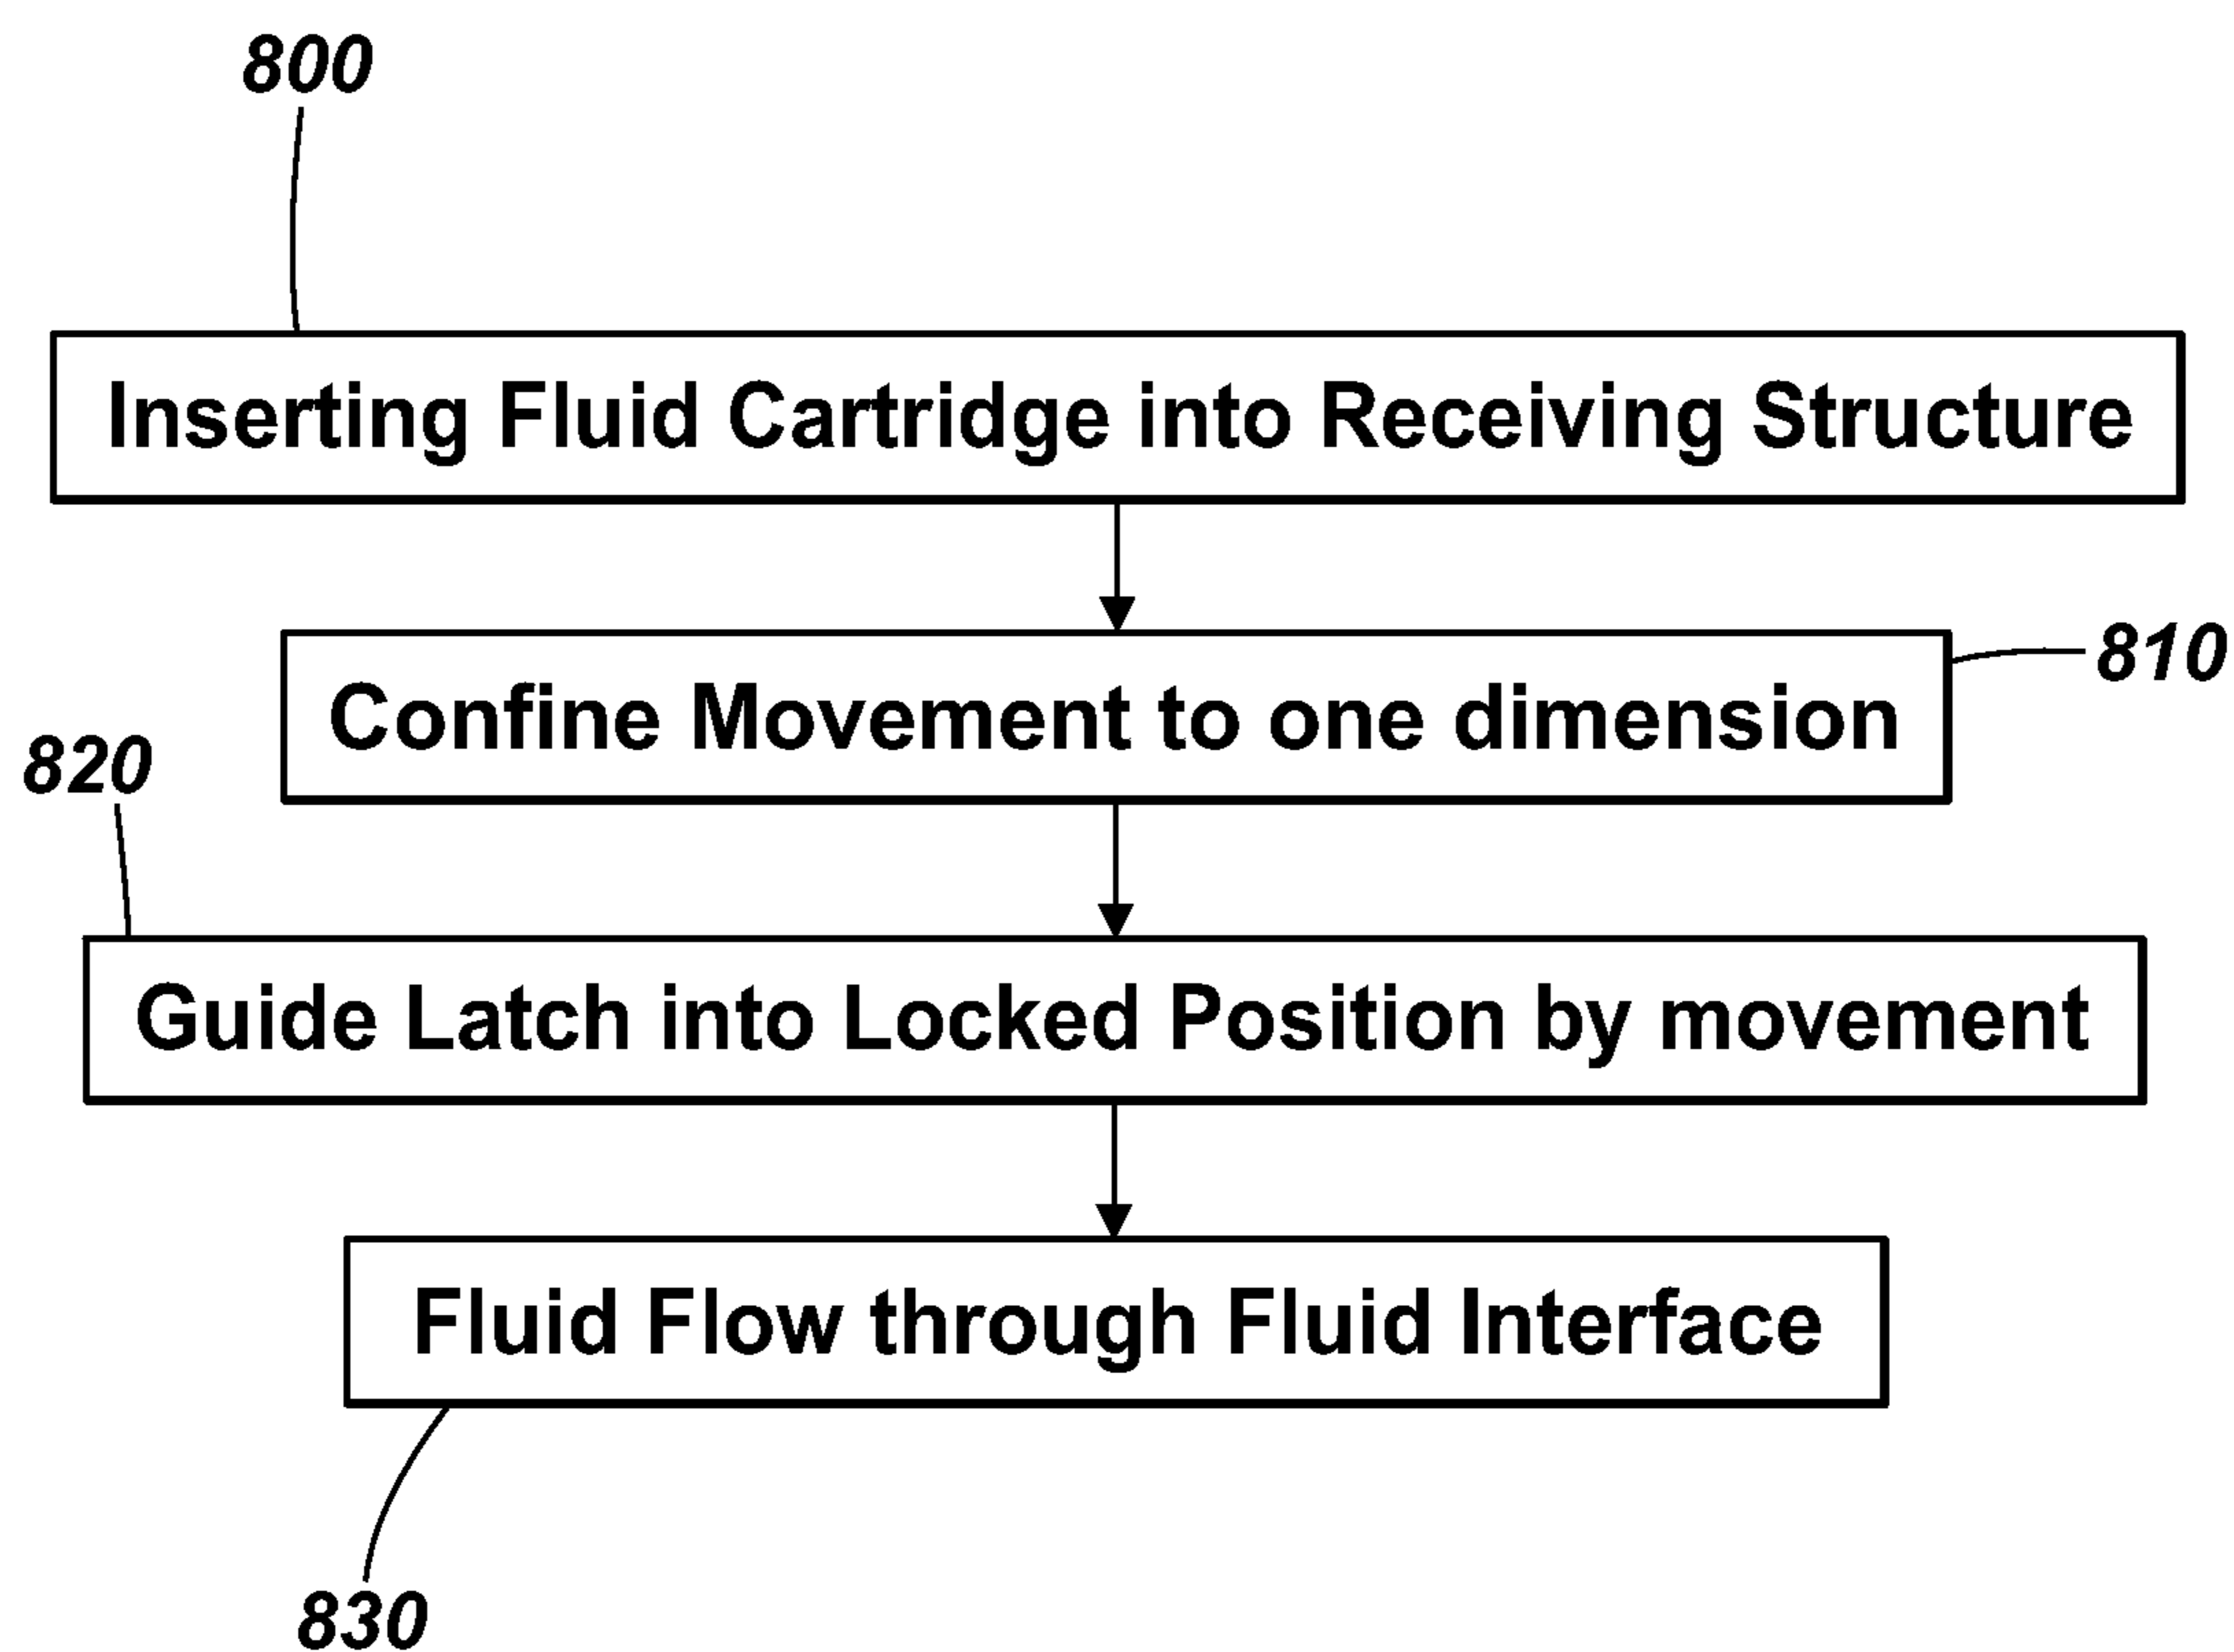 800
Inserting Fluid Cartridge into Receiving Structure
Confine Movement to one dimension
810
820
Guide Latch into Locked Position by movement
Fluid Flow through Fluid Interface
830